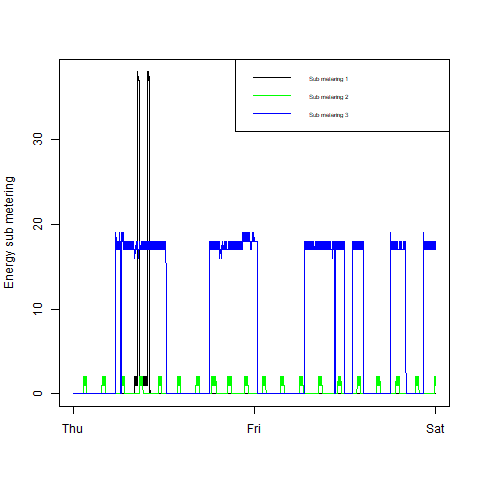 Sub metering 1
Sub metering 2
Sub metering 3
Energy sub metering
30
20
10
0
Thu Fri Sat